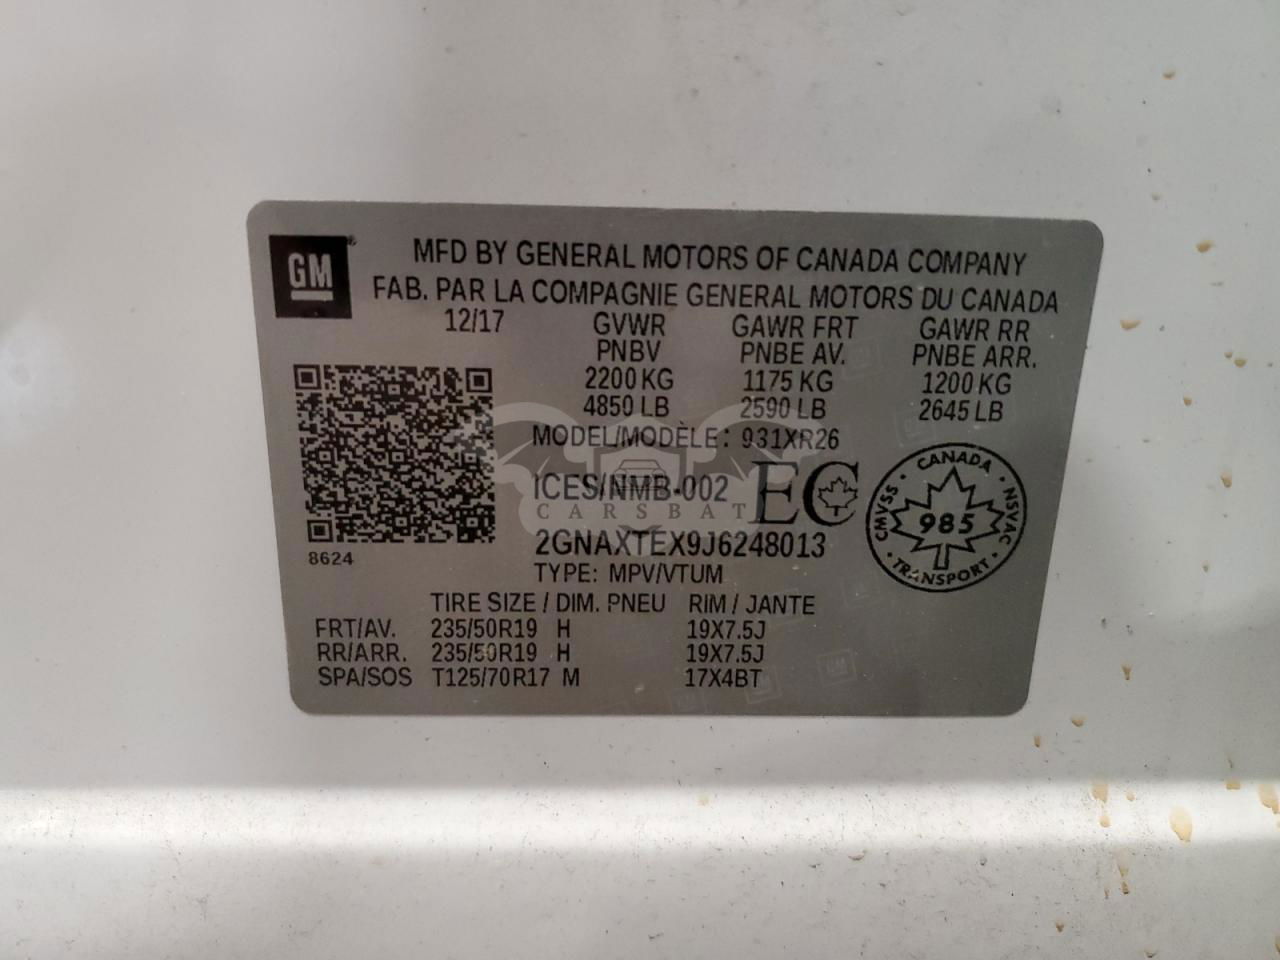 GM
MFD BY GENERAL MOTORS OF CANADA COMPANY
FAB. PAR LA COMPAGNIE GENERAL MOTORS DU CANADA
12/17 GVWR GAWR FRT GAWR RR
PNBV PNBE AV. PNBE ARR.
2200 KG 1175 KG 1200 KG
4850 LB 2590 LB 2645 LB
MODEL/MODÈLE: 931XR26
ICES/NMB-002 EC
CARSBAT
2GNAXTEX9J6248013
8624
TYPE: MPV/VTUM
CANADA
CMVSS 985 NSVAC
TRANSPORT
TIRE SIZE / DIM. PNEU RIM / JANTE
FRT/AV. 235/50R19 H 19X7.5J
RR/ARR. 235/50R19 H 19X7.5J
SPA/SOS T125/70R17 M 17X4BT